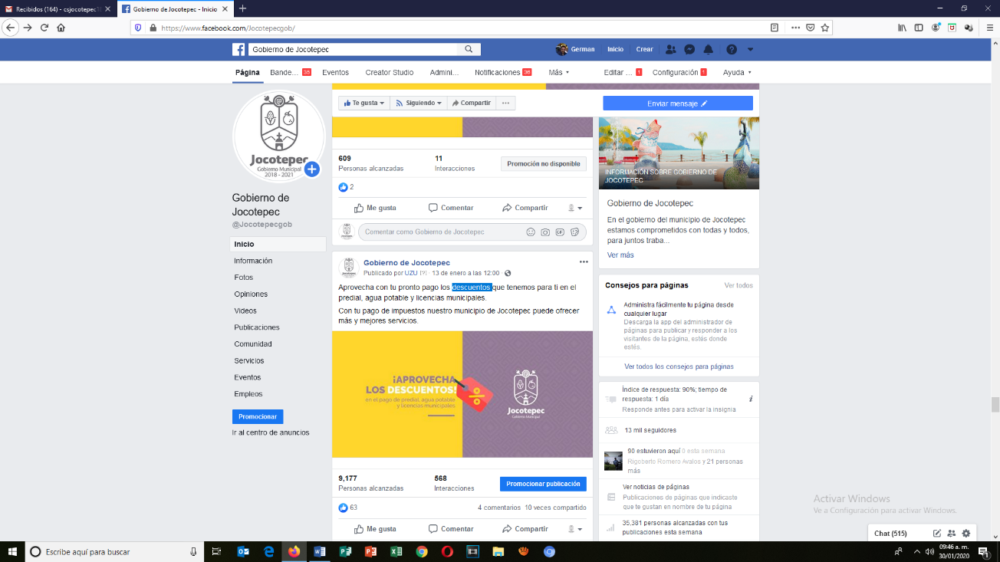 Recibidos (164) - csjocotepec18
Gobierno de Jocotepec - Inicio
https://www.facebook.com/Jocotepecgob/
Gobierno de Jocotepec
German
Inicio
Crear
Página
Bande... 35
Eventos
Creator Studio
Admini...
Notificaciones 36
Más
Editar ... 1
Configuración 1
Ayuda
Jocotepec
Gobierno Municipal
2018 - 2021
Gobierno de
Jocotepec
@Jocotepecgob
Inicio
Información
Fotos
Opiniones
Videos
Publicaciones
Comunidad
Servicios
Eventos
Empleos
Promocionar
Ir al centro de anuncios
Te gusta
Siguiendo
Compartir
Enviar mensaje
609
Personas alcanzadas
11
Interacciones
Promoción no disponible
2
Me gusta
Comentar
Compartir
Comentar como Gobierno de Jocotepec
GIF
Gobierno de Jocotepec
Publicado por UZU [?] · 13 de enero a las 12:00 ·
Aprovecha con tu pronto pago los descuentos que tenemos para ti en el
predial, agua potable y licencias municipales.
Con tu pago de impuestos nuestro municipio de Jocotepec puede ofrecer
más y mejores servicios.
¡APROVECHA
LOS DESCUENTOS!
en el pago de predial, agua potable
y licencias municipales
%
Jocotepec
Gobierno Municipal
9,177
Personas alcanzadas
568
Interacciones
Promocionar publicación
63
4 comentarios 10 veces compartido
Me gusta
Comentar
Compartir
INFORMACIÓN SOBRE GOBIERNO DE
JOCOTEPEC
Gobierno de Jocotepec
En el gobierno del municipio de Jocotepec
estamos comprometidos con todas y todos,
para juntos traba...
Ver más
Consejos para páginas
Ver todos
Administra fácilmente tu página desde
cualquier lugar
Descarga la app del administrador de
páginas para publicar y responder a los
visitantes de la página, estés donde
estés.
Ver todos los consejos para páginas
Índice de respuesta: 90%; tiempo de
respuesta: 1 día
Responde antes para activar la insignia
13 mil seguidores
90 estuvieron aquí 0 esta semana
Rigoberto Romero Avalos y 21 personas
más
Ver noticias de páginas
Publicaciones de páginas que indicaste
que te gustan en nombre de tu página
35,381 personas alcanzadas con tus
publicaciones esta semana
Activar Windows
Ve a Configuración para activar Windows.
Chat (515)
Escribe aquí para buscar
09:46 a. m.
30/01/2020
1